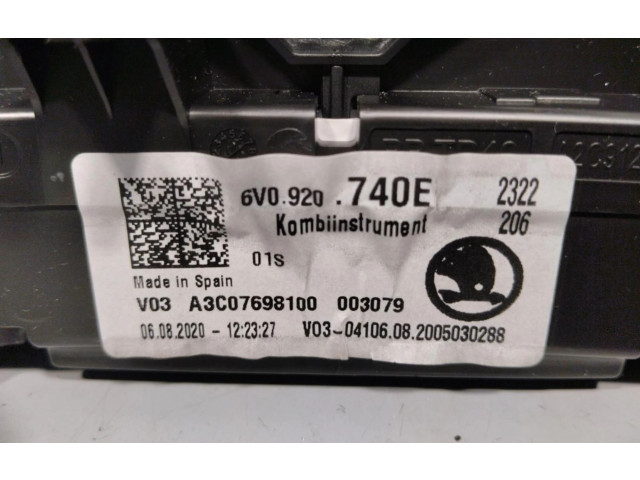 6V0.920 .740E 2322
Kombiinstrument 206
01S
Made in Spain
V03 A3C07698100 003079
06.08.2020 - 12:23:27 V03-04106.08.2005030288